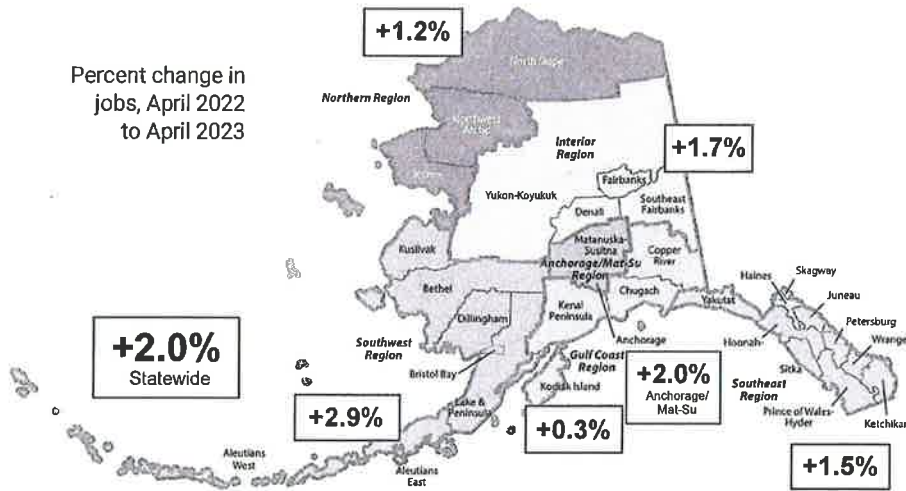 +1.2%
Percent change in
jobs, April 2022
to April 2023
North Slope
Northern Region
Northwest
Arctic
Nome
Interior
Region
+1.7%
Fairbanks
Yukon-Koyukuk
Denali
Southeast
Fairbanks
Matanuska-
Susitna
Copper
River
Kusilvak
Anchorage/Mat-Su
Region
Bethel
Chugach
Yakutat
Haines
Skagway
Juneau
Petersburg
Wrangell
Hoonah-
Sitka
Kenai
Peninsula
Dillingham
Anchorage
+2.0%
Statewide
Southwest
Region
Bristol Bay
Gulf Coast
Region
Kodiak Island
+2.0%
Anchorage/
Mat-Su
Southeast
Region
Prince of Wales-
Hyder
Ketchikan
Lake &
Peninsula
+2.9%
+0.3%
+1.5%
Aleutians
West
Aleutians
East